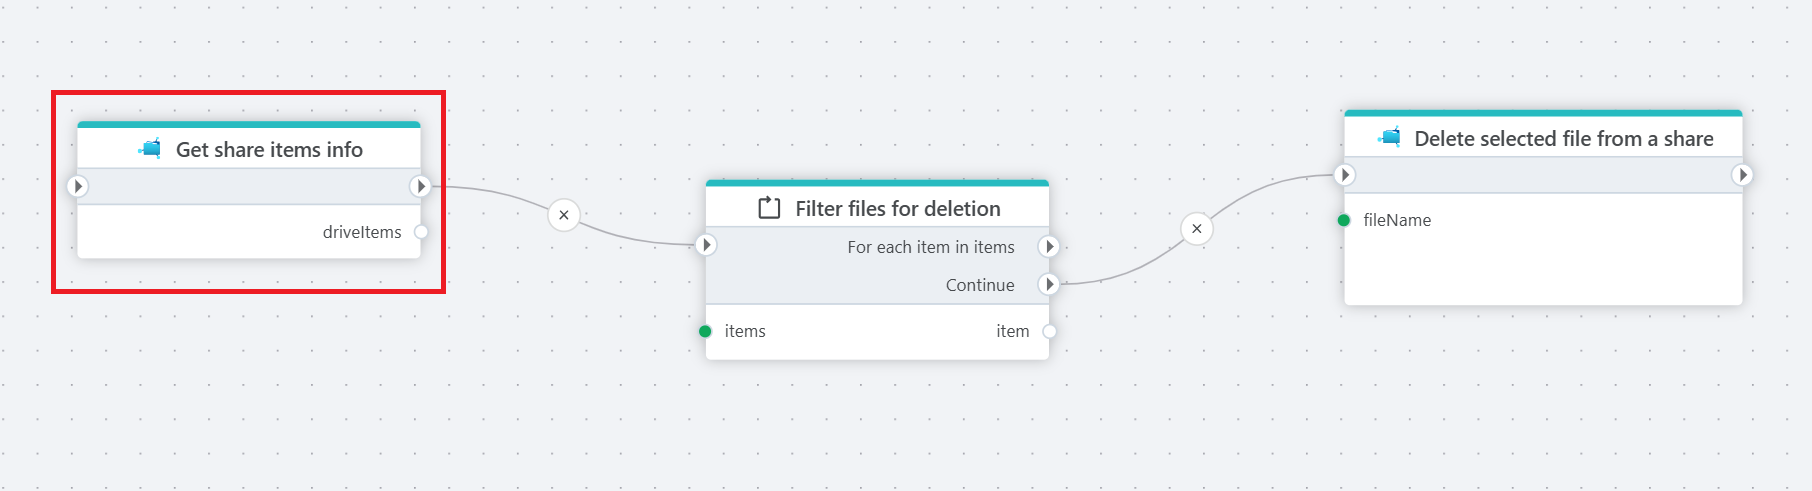 Get share items info
driveItems
Filter files for deletion
For each item in items
Continue
items
item
Delete selected file from a share
fileName